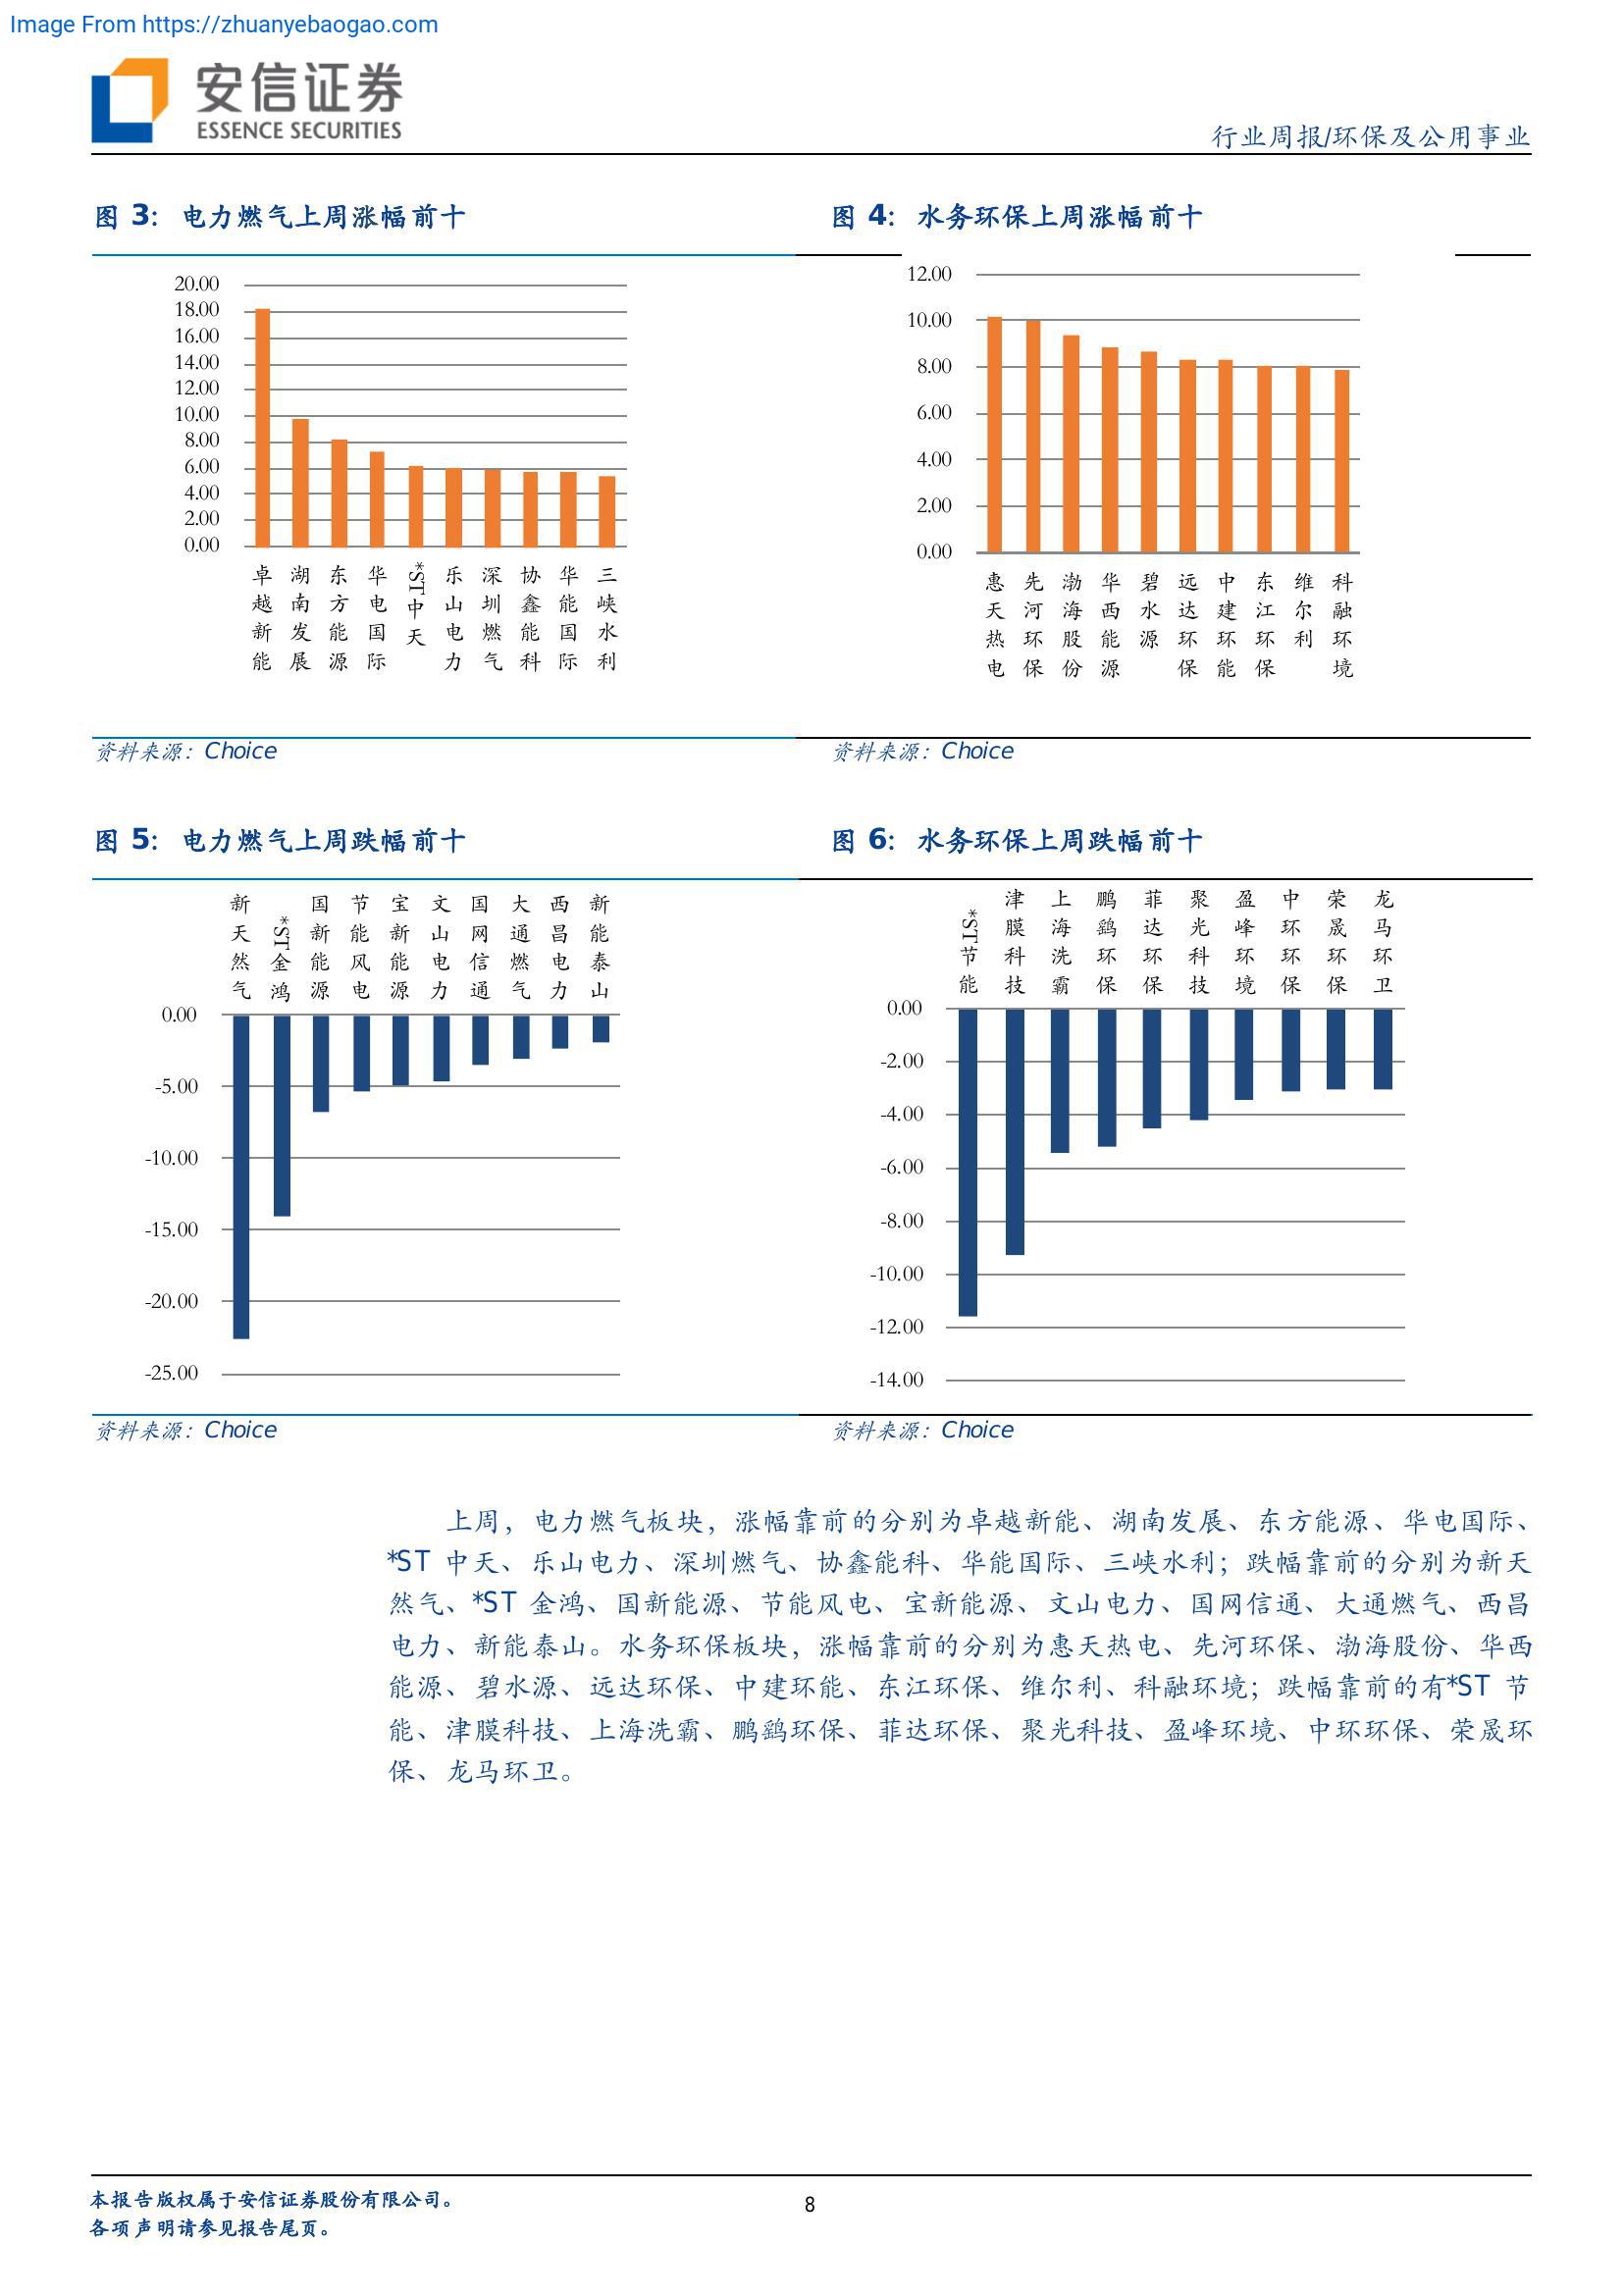 Image From https://zhuanyebaogao.com
安信证券
ESSENCE SECURITIES
行业周报/环保及公用事业
图 3： 电力燃气上周涨幅前十
20.00
18.00
16.00
14.00
12.00
10.00
8.00
6.00
4.00
2.00
0.00
卓越新能
湖南发展
东方能源
华电国际
*ST中天
乐山电力
深圳燃气
协鑫能科
华能国际
三峡水利
资料来源：Choice
图 4： 水务环保上周涨幅前十
12.00
10.00
8.00
6.00
4.00
2.00
0.00
惠天热电
先河环保
渤海股份
华西能源
碧水源
远达环保
中建环能
东江环保
维尔利
科融环境
资料来源：Choice
图 5： 电力燃气上周跌幅前十
新天然气
*ST金鸿
国新能源
节能风电
宝新能源
文山电力
国网信通
大通燃气
西昌电力
新能泰山
0.00
-5.00
-10.00
-15.00
-20.00
-25.00
资料来源：Choice
图 6： 水务环保上周跌幅前十
*ST节能
津膜科技
上海洗霸
鹏鹞环保
菲达环保
聚光科技
盈峰环境
中环环保
荣晟环保
龙马环卫
0.00
-2.00
-4.00
-6.00
-8.00
-10.00
-12.00
-14.00
资料来源：Choice
上周，电力燃气板块，涨幅靠前的分别为卓越新能、湖南发展、东方能源、华电国际、
*ST 中天、乐山电力、深圳燃气、协鑫能科、华能国际、三峡水利；跌幅靠前的分别为新天
然气、*ST 金鸿、国新能源、节能风电、宝新能源、文山电力、国网信通、大通燃气、西昌
电力、新能泰山。水务环保板块，涨幅靠前的分别为惠天热电、先河环保、渤海股份、华西
能源、碧水源、远达环保、中建环能、东江环保、维尔利、科融环境；跌幅靠前的有*ST 节
能、津膜科技、上海洗霸、鹏鹞环保、菲达环保、聚光科技、盈峰环境、中环环保、荣晟环
保、龙马环卫。
本报告版权属于安信证券股份有限公司。
各项声明请参见报告尾页。
8